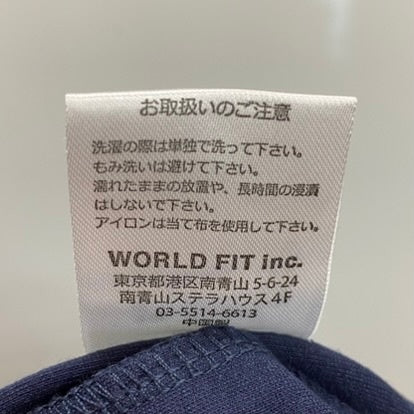 お取扱いのご注意
洗濯の際は単独で洗って下さい。
もみ洗いは避けて下さい。
濡れたままの放置や、長時間の浸漬
はしないで下さい。
アイロンは当て布を使用して下さい。
WORLD FIT inc.
東京都港区南青山 5-6-24
南青山ステラハウス4F
03-5514-6613
中国製